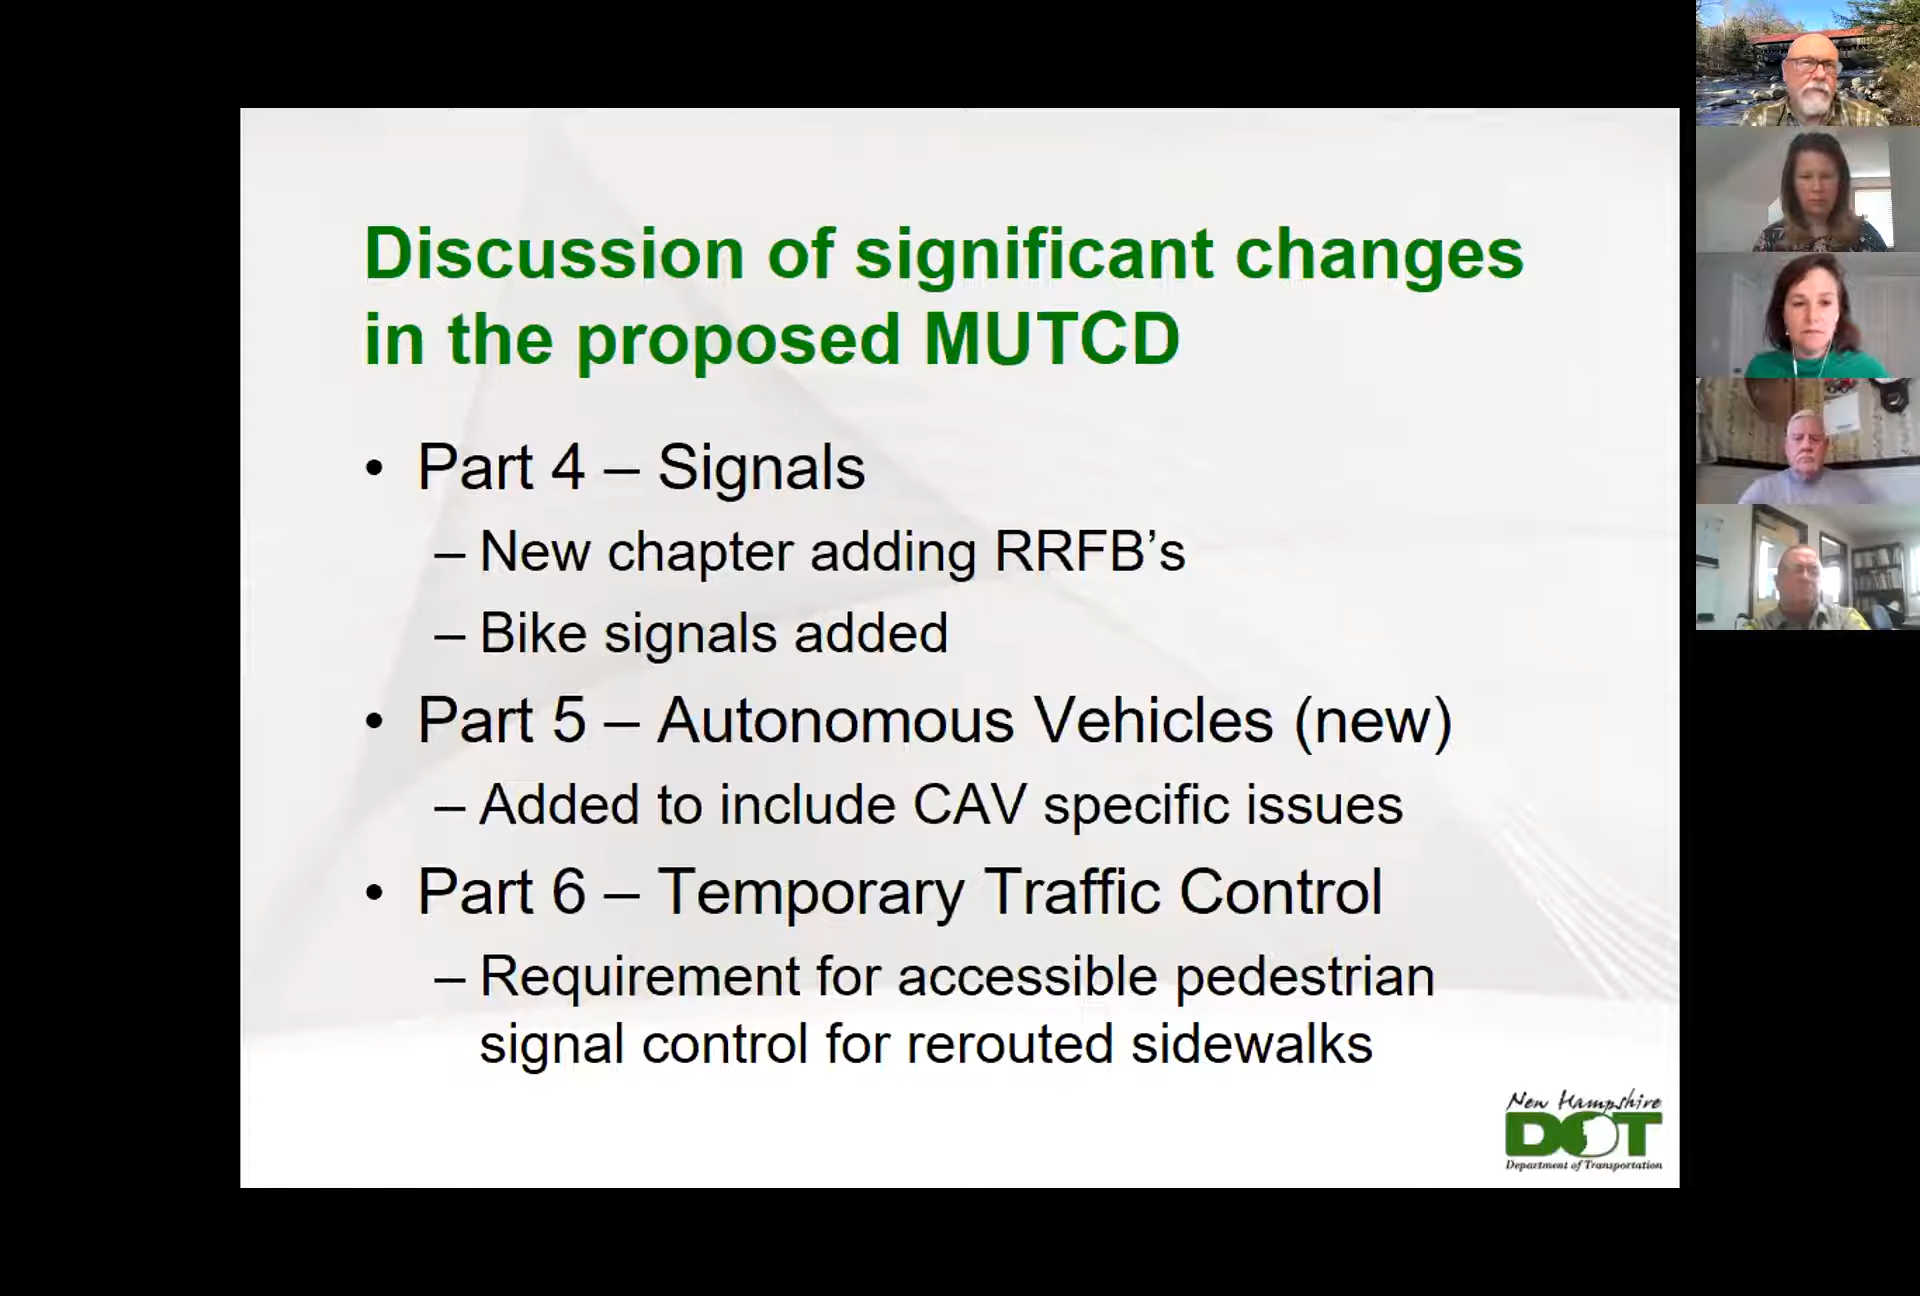 Discussion of significant changes
in the proposed MUTCD
• Part 4 – Signals
– New chapter adding RRFB’s
– Bike signals added
• Part 5 – Autonomous Vehicles (new)
– Added to include CAV specific issues
• Part 6 – Temporary Traffic Control
– Requirement for accessible pedestrian
signal control for rerouted sidewalks
New Hampshire
DOT
Department of Transportation